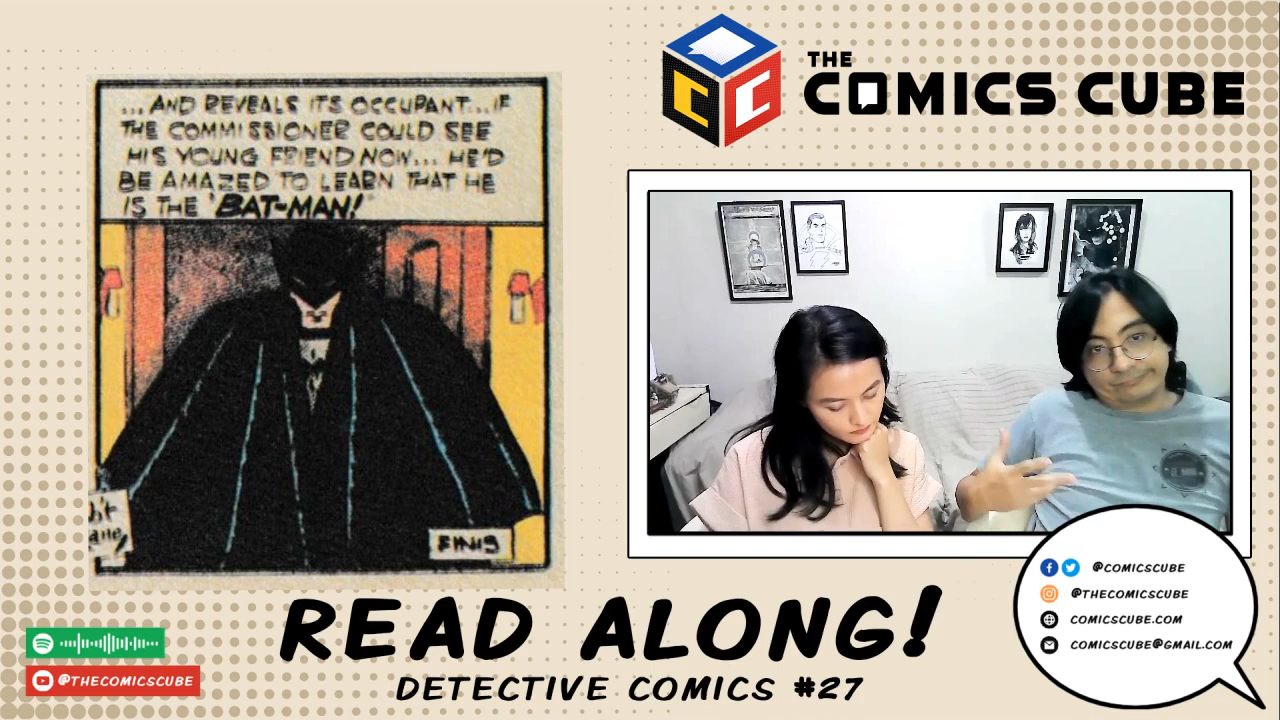 ...AND REVEALS ITS OCCUPANT...IF
THE COMMISSIONER COULD SEE
HIS YOUNG FRIEND NOW... HE'D
BE AMAZED TO LEARN THAT HE
IS THE 'BAT-MAN!'
FINIS
THE
COMICS CUBE
READ ALONG!
DETECTIVE COMICS #27
@THECOMICSCUBE
@COMICSCUBE
@THECOMICSCUBE
COMICSCUBE.COM
COMICSCUBE@GMAIL.COM